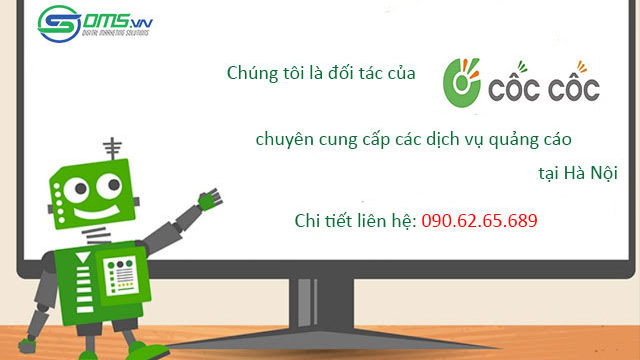 SOMS.VN
DIGITAL MARKETING SOLUTIONS
Chúng tôi là đối tác của
CỐC CỐC
chuyên cung cấp các dịch vụ quảng cáo
tại Hà Nội
Chi tiết liên hệ: 090.62.65.689